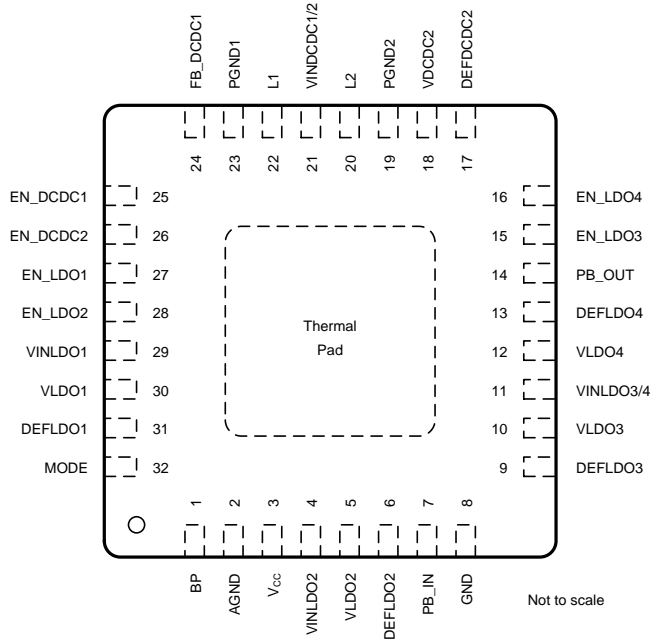 FB_DCDC1
PGND1
L1
VINDCDC1/2
L2
PGND2
VDCDC2
DEFDCDC2
24
23
22
21
20
19
18
17
EN_DCDC1 25
EN_DCDC2 26
EN_LDO1 27
EN_LDO2 28
VINLDO1 29
VLDO1 30
DEFLDO1 31
MODE 32
Thermal
Pad
16 EN_LDO4
15 EN_LDO3
14 PB_OUT
13 DEFLDO4
12 VLDO4
11 VINLDO3/4
10 VLDO3
9 DEFLDO3
1
2
3
4
5
6
7
8
BP
AGND
VCC
VINLDO2
VLDO2
DEFLDO2
PB_IN
GND
Not to scale